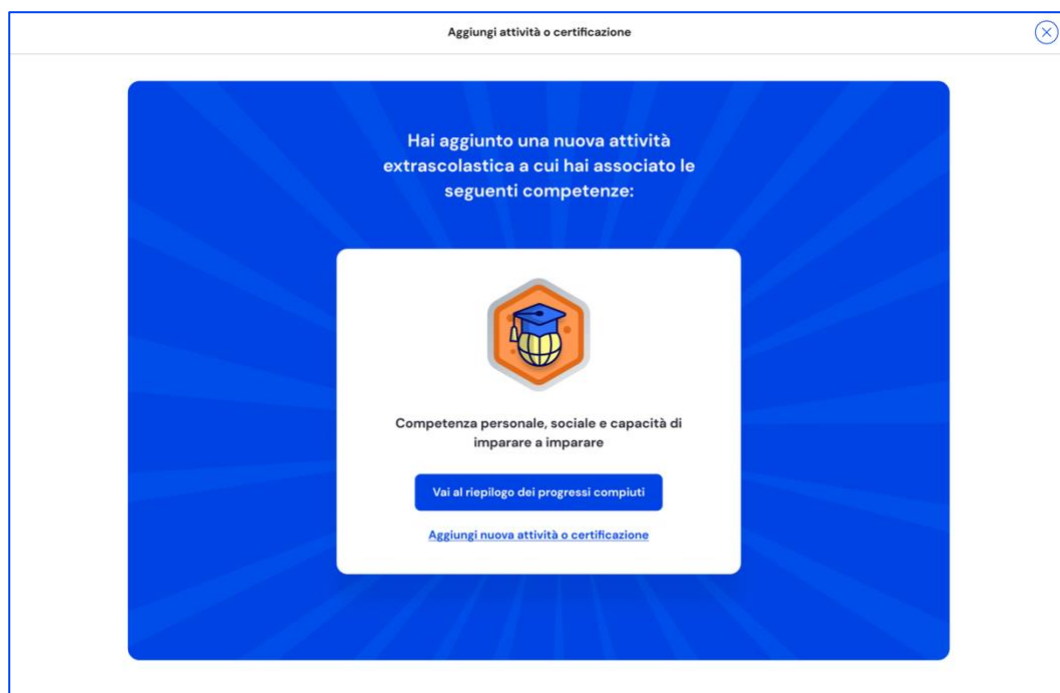 Aggiungi attività o certificazione
Hai aggiunto una nuova attività
extrascolastica a cui hai associato le
seguenti competenze:
Competenza personale, sociale e capacità di
imparare a imparare
Vai al riepilogo dei progressi compiuti
Aggiungi nuova attività o certificazione